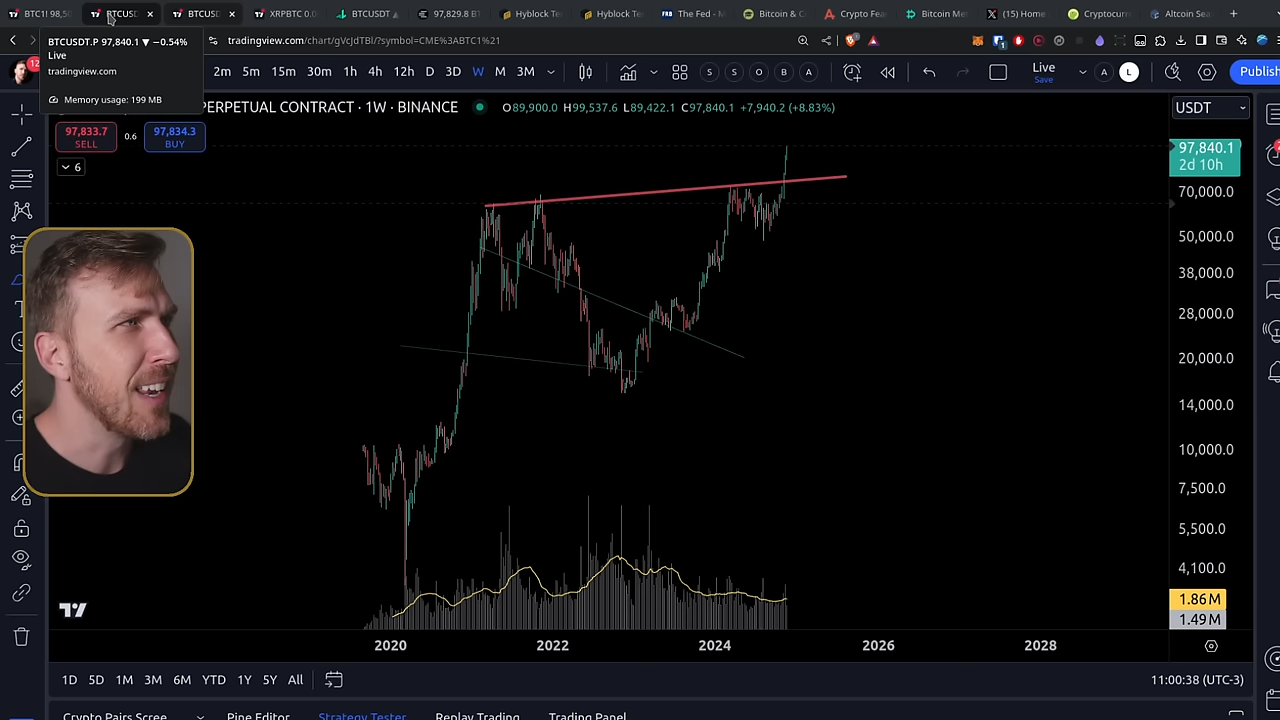 BTC1! 98,50
BTCUSD
BTCUSD
XRPBTC 0.0
BTCUSDT
97,829.8 BT
Hyblock Te
Hyblock Te
The Fed - M
Bitcoin & C
Crypto Fea
Bitcoin Me
(15) Home
Cryptocurr
Altcoin Sea
BTCUSDT.P 97,840.1 ▼ −0.54%
Live
tradingview.com
Memory usage: 199 MB
tradingview.com/chart/gVcJdTBI/?symbol=CME%3ABTC1%21
12
2m 5m 15m 30m 1h 4h 12h D 3D W M 3M
S S O B A
Live
Save
A L
Publish
PERPETUAL CONTRACT · 1W · BINANCE
O89,900.0 H99,537.6 L89,422.1 C97,840.1 +7,940.2 (+8.83%)
USDT
97,833.7
SELL
0.6
97,834.3
BUY
6
97,840.1
2d 10h
70,000.0
50,000.0
38,000.0
28,000.0
20,000.0
14,000.0
10,000.0
7,500.0
5,500.0
4,100.0
1.86 M
1.49 M
2020 2022 2024 2026 2028
1D 5D 1M 3M 6M YTD 1Y 5Y All
11:00:38 (UTC-3)
Crypto Pairs Scree
Pine Editor
Strategy Tester
Replay Trading
Trading Panel